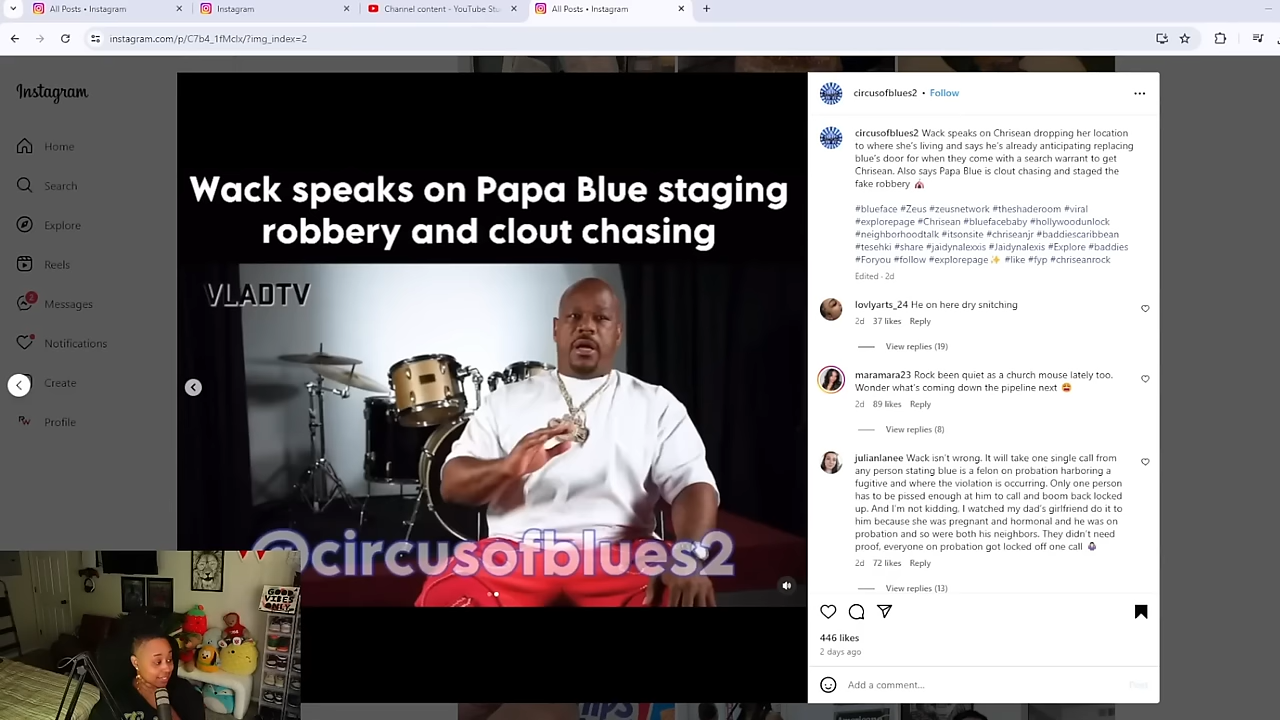 All Posts • Instagram
Instagram
Channel content - YouTube Stu
All Posts • Instagram
instagram.com/p/C7b4_1fMclx/?img_index=2
Instagram
Home
Search
Explore
Reels
2
Messages
Notifications
Create
Profile
Wack speaks on Papa Blue staging
robbery and clout chasing
VLADTV
@circusofblues2
GOOD
VIBES
ONLY
circusofblues2 • Follow
circusofblues2 Wack speaks on Chrisean dropping her location
to where she's living and says he's already anticipating replacing
blue's door for when they come with a search warrant to get
Chrisean. Also says Papa Blue is clout chasing and staged the
fake robbery 🎪
#blueface #Zeus #zeusnetwork #theshaderoom #viral
#explorepage #Chrisean #bluefacebaby #hollywoodunlock
#neighborhoodtalk #itsonsite #chriseanjr #baddiescaribbean
#tesehki #share #jaidynalexxis #Jaidynalexis #Explore #baddies
#Foryou #follow #explorepage✨ #like #fyp #chriseanrock
Edited · 2d
lovlyarts_24 He on here dry snitching
2d 37 likes Reply
View replies (19)
maramara23 Rock been quiet as a church mouse lately too.
Wonder what's coming down the pipeline next 😩
2d 89 likes Reply
View replies (8)
julianlanee Wack isn't wrong. It will take one single call from
any person stating blue is a felon on probation harboring a
fugitive and where the violation is occurring. Only one person
has to be pissed enough at him to call and boom back locked
up. And I'm not kidding. I watched my dad's girlfriend do it to
him because she was pregnant and hormonal and he was on
probation and so were both his neighbors. They didn't need
proof, everyone on probation got locked off one call 🤷🏽‍♀️
2d 72 likes Reply
View replies (13)
446 likes
2 days ago
Add a comment...
Post